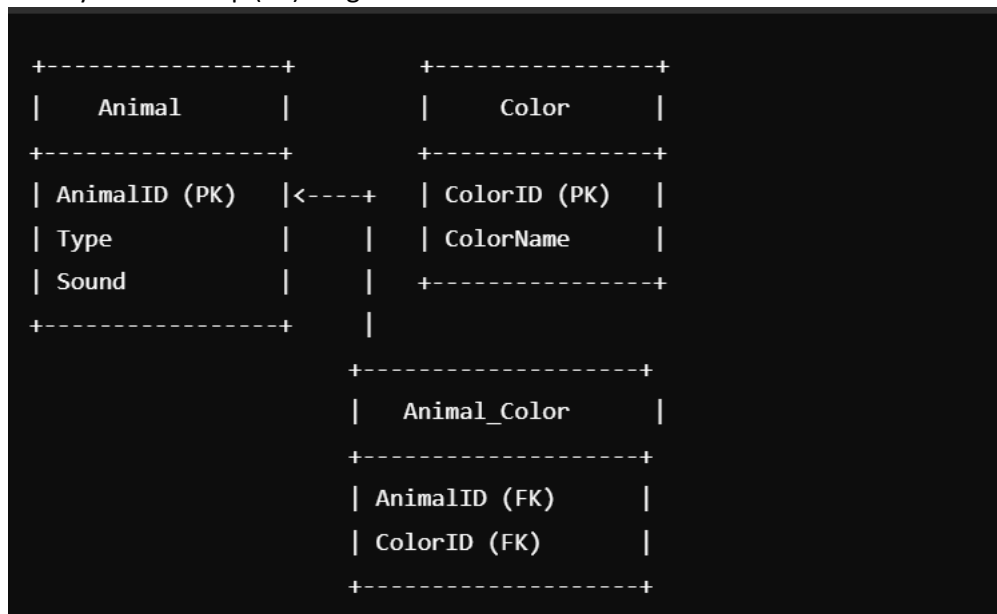 +-----------------+         +----------------+
|    Animal       |         |     Color      |
+-----------------+         +----------------+
| AnimalID (PK)   |<----+   | ColorID (PK)   |
| Type            |     |   | ColorName      |
| Sound           |     |   +----------------+
+-----------------+     |
                       +--------------------+
                       |   Animal_Color      |
                       +--------------------+
                       | AnimalID (FK)      |
                       | ColorID (FK)       |
                       +--------------------+